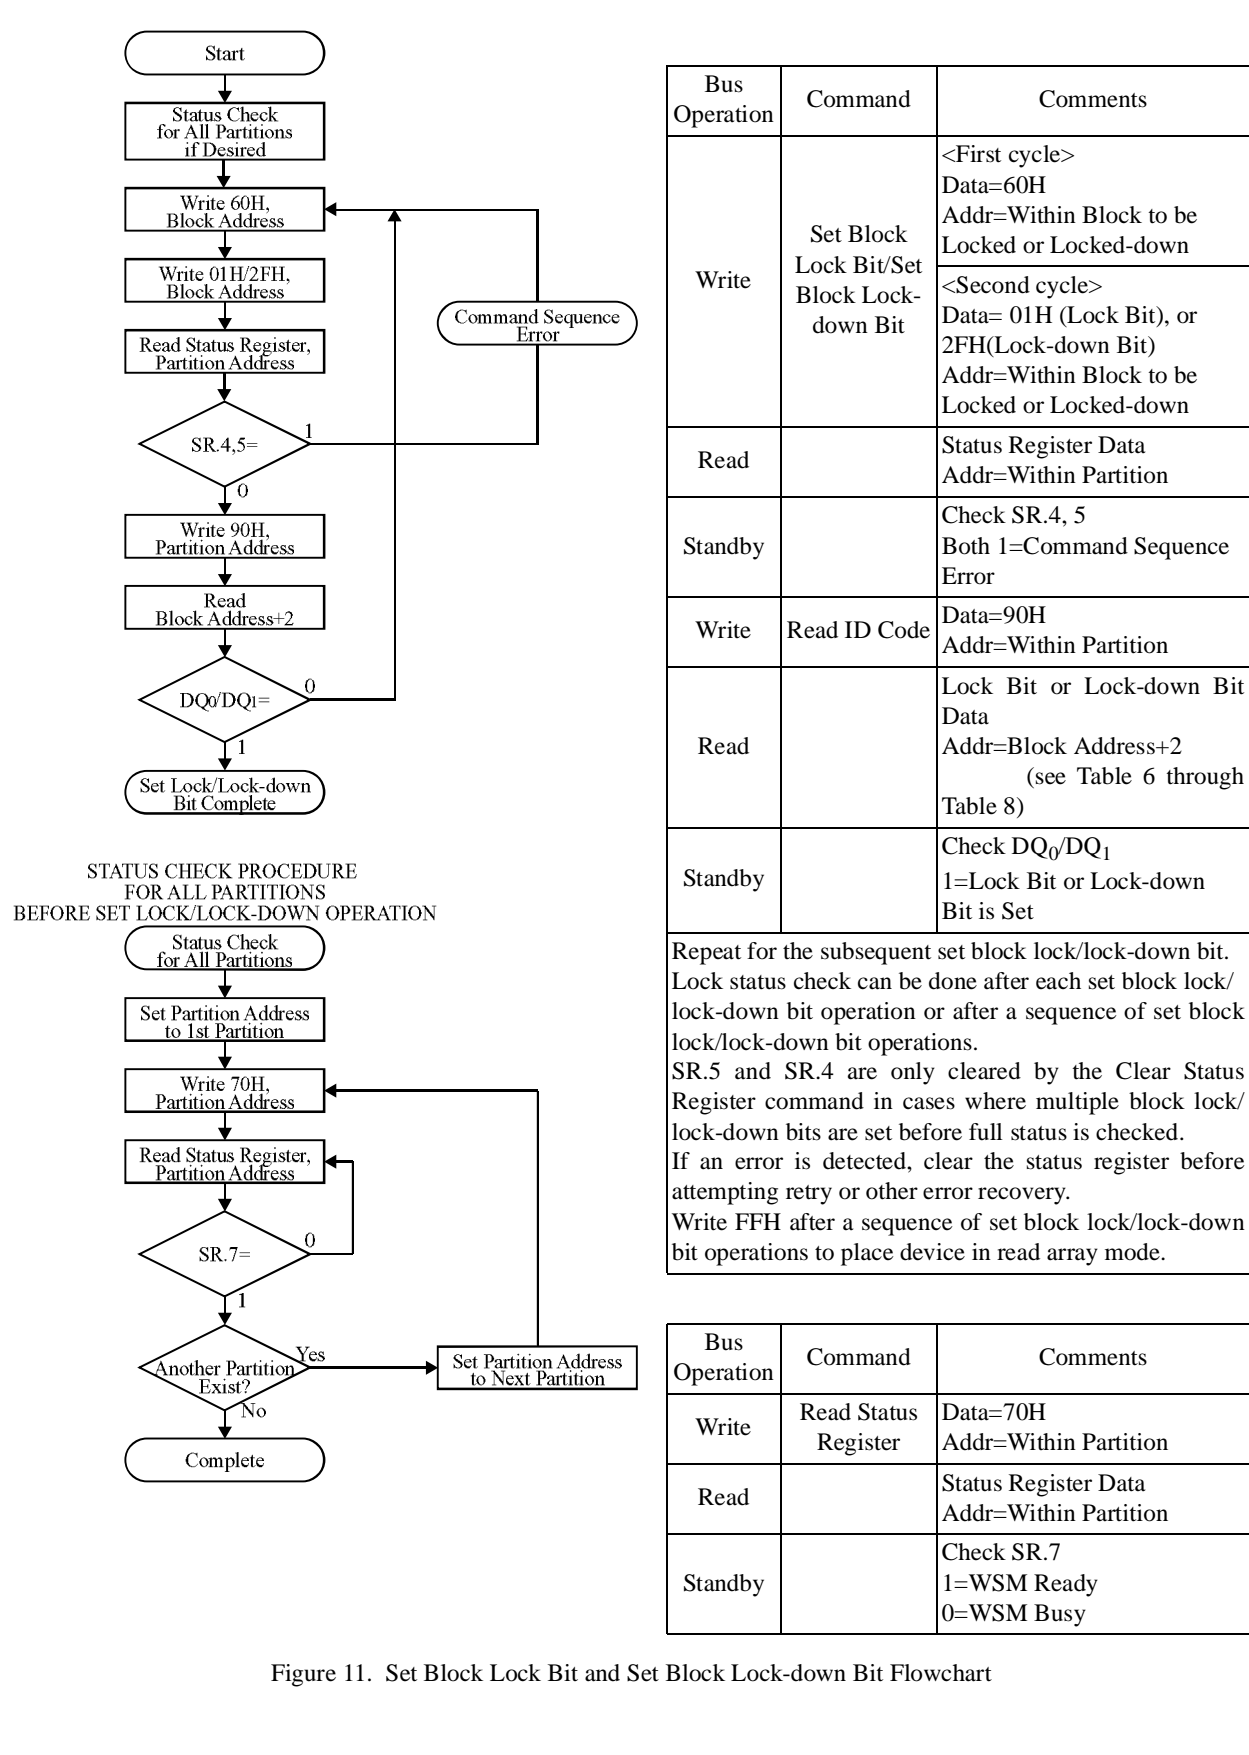 Start
Status Check
for All Partitions
if Desired
Write 60H,
Block Address
Write 01H/2FH,
Block Address
Read Status Register,
Partition Address
Command Sequence
Error
SR.4,5=
1
0
Write 90H,
Partition Address
Read
Block Address+2
DQ0/DQ1=
0
1
Set Lock/Lock-down
Bit Complete
STATUS CHECK PROCEDURE
FOR ALL PARTITIONS
BEFORE SET LOCK/LOCK-DOWN OPERATION
Status Check
for All Partitions
Set Partition Address
to 1st Partition
Write 70H,
Partition Address
Read Status Register,
Partition Address
SR.7=
0
1
Another Partition
Exist?
Yes
Set Partition Address
to Next Partition
No
Complete
Bus
Operation
Command
Comments
Write
Set Block
Lock Bit/Set
Block Lock-
down Bit
<First cycle>
Data=60H
Addr=Within Block to be
Locked or Locked-down
<Second cycle>
Data= 01H (Lock Bit), or
2FH(Lock-down Bit)
Addr=Within Block to be
Locked or Locked-down
Read
Status Register Data
Addr=Within Partition
Standby
Check SR.4, 5
Both 1=Command Sequence
Error
Write
Read ID Code
Data=90H
Addr=Within Partition
Read
Lock Bit or Lock-down Bit
Data
Addr=Block Address+2
(see Table 6 through
Table 8)
Standby
Check DQ0/DQ1
1=Lock Bit or Lock-down
Bit is Set
Repeat for the subsequent set block lock/lock-down bit.
Lock status check can be done after each set block lock/
lock-down bit operation or after a sequence of set block
lock/lock-down bit operations.
SR.5 and SR.4 are only cleared by the Clear Status
Register command in cases where multiple block lock/
lock-down bits are set before full status is checked.
If an error is detected, clear the status register before
attempting retry or other error recovery.
Write FFH after a sequence of set block lock/lock-down
bit operations to place device in read array mode.
Bus
Operation
Command
Comments
Write
Read Status
Register
Data=70H
Addr=Within Partition
Read
Status Register Data
Addr=Within Partition
Standby
Check SR.7
1=WSM Ready
0=WSM Busy
Figure 11. Set Block Lock Bit and Set Block Lock-down Bit Flowchart